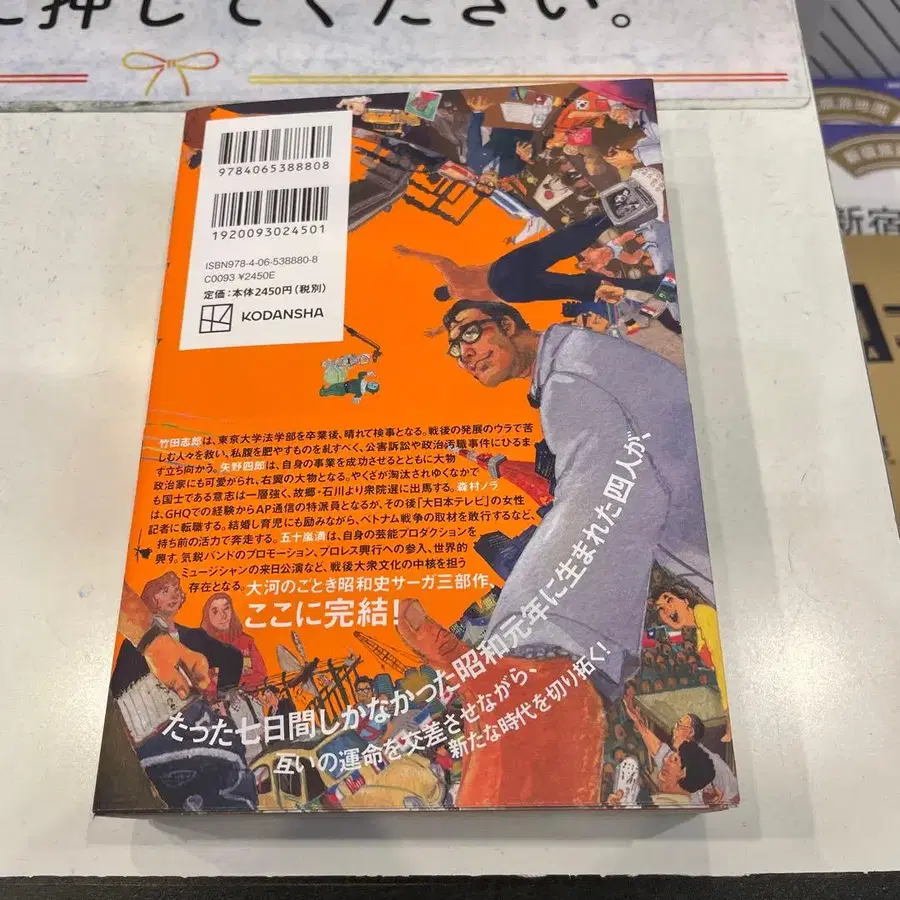 に押してください。
9784065388808
1920093024501
ISBN978-4-06-538880-8
C0093 ¥2450E
定価：本体2450円（税別）
KODANSHA
竹田志郎は、東京大学法学部を卒業後、晴れて検事となる。戦後の発展のウラで苦
しむ人々を救い、私腹を肥やすものを糺すべく、公害訴訟や政治汚職事件にひるま
ず立ち向かう。矢野四郎は、自身の事業を成功させるとともに大物
政治家にも可愛がられ、右翼の大物となる。やくざが淘汰されゆくなかで
も国士である意志は一層強く、故郷・石川より衆院選に出馬する。森村ノラ
は、GHQでの経験からAP通信の特派員となるが、その後「大日本テレビ」の女性
記者に転職する。結婚し育児にも励みながら、ベトナム戦争の取材を敢行するなど、
持ち前の活力で奔走する。五十嵐満は、自身の芸能プロダクションを
興す。気鋭バンドのプロモーション、プロレス興行への参入、世界的
ミュージシャンの来日公演など、戦後大衆文化の中核を担う
存在となる。大河のごとき昭和史サーガ三部作、
ここに完結！
たった七日間しかなかった昭和元年に生まれた四人が、
互いの運命を交差させながら、
新たな時代を切り拓く！
新宿